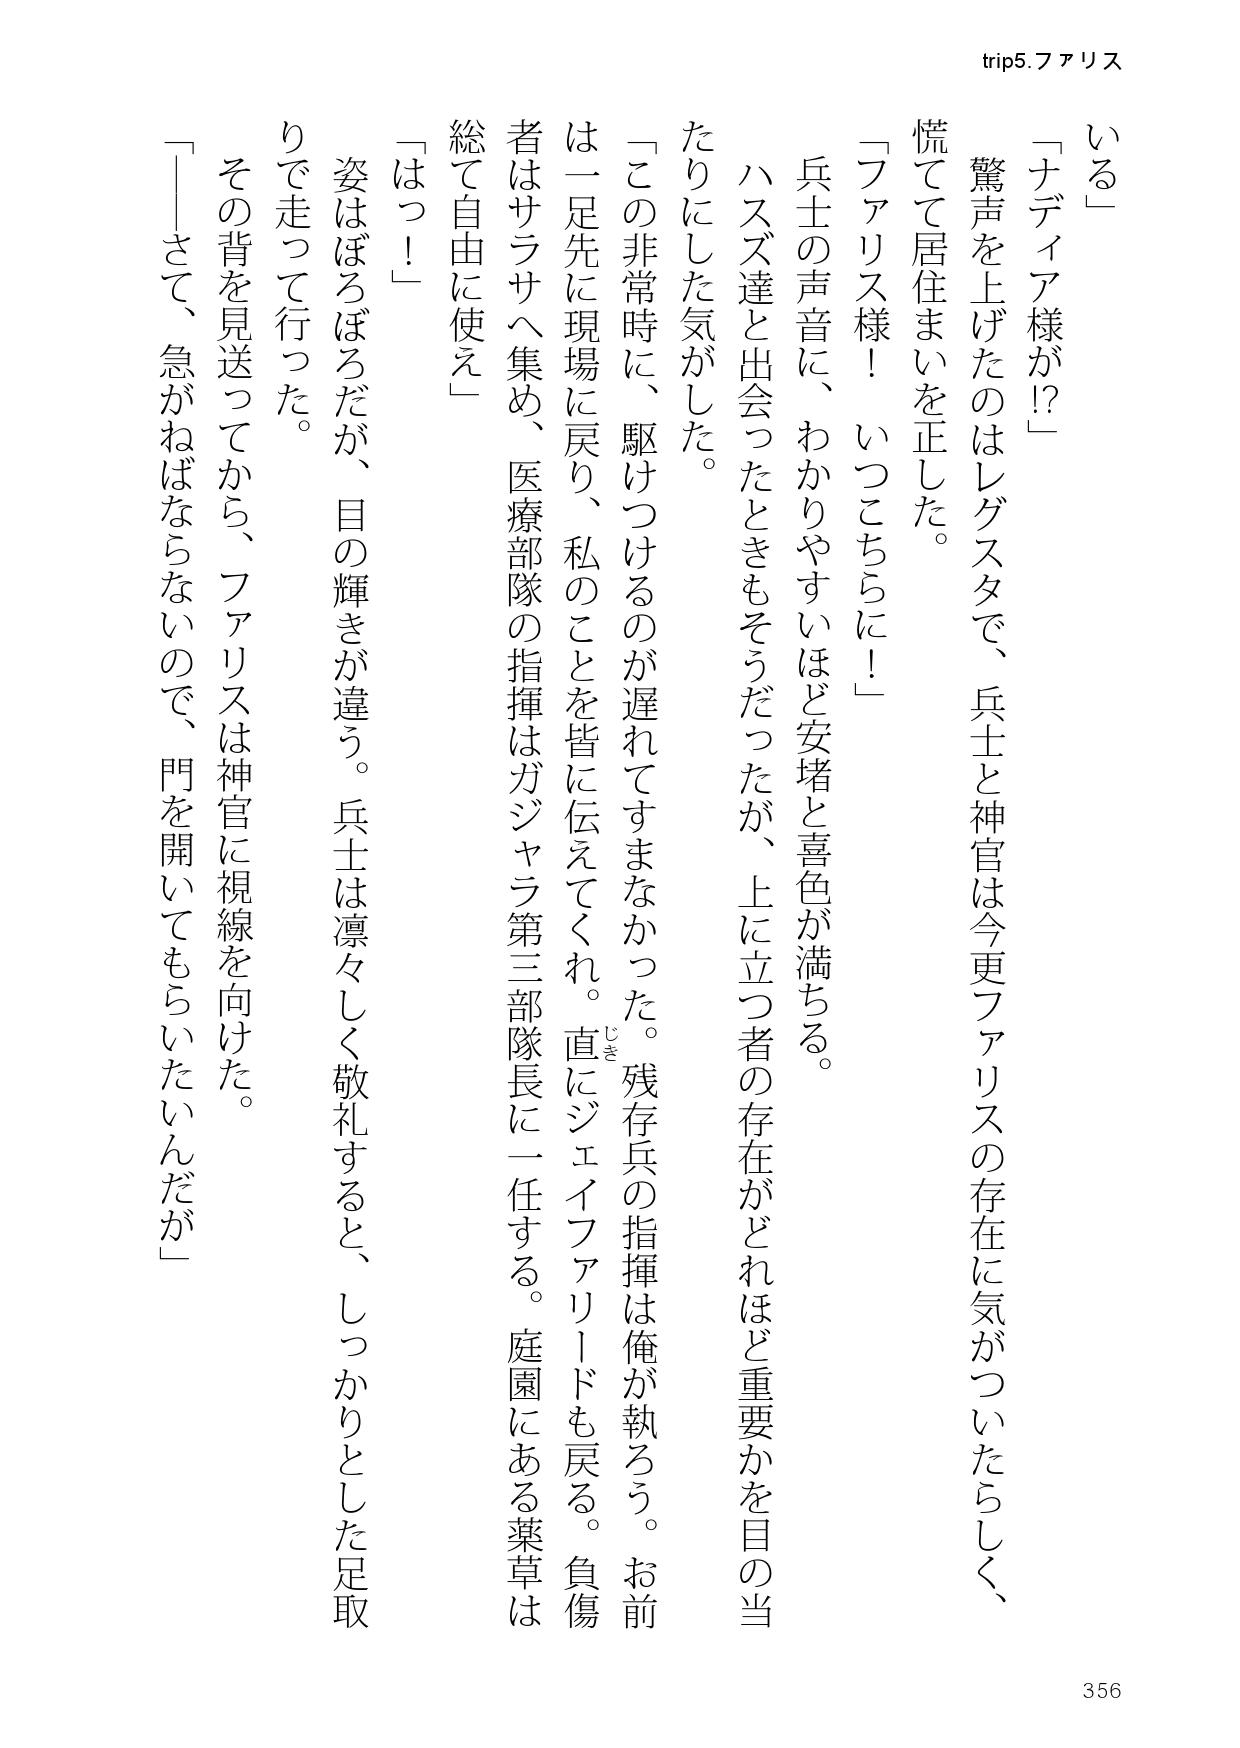 trip5.ファリス
いる」
「ナディア様が!?」
　驚声を上げたのはレグスタで、兵士と神官は今更ファリスの存在に気がついたらしく、
慌てて居住まいを正した。
「ファリス様！　いつこちらに！」
　兵士の声音に、わかりやすいほど安堵と喜色が満ちる。
　ハスズ達と出会ったときもそうだったが、上に立つ者の存在がどれほど重要かを目の当
たりにした気がした。
「この非常時に、駆けつけるのが遅れてすまなかった。残存兵の指揮は俺が執ろう。お前
は一足先に現場に戻り、私のことを皆に伝えてくれ。直にジェイファリードも戻る。負傷
じき
者はサラサへ集め、医療部隊の指揮はガジャラ第三部隊長に一任する。庭園にある薬草は
総て自由に使え」
「はっ！」
　姿はぼろぼろだが、目の輝きが違う。兵士は凛々しく敬礼すると、しっかりとした足取
りで走って行った。
　その背を見送ってから、ファリスは神官に視線を向けた。
「――さて、急がねばならないので、門を開いてもらいたいんだが」
356